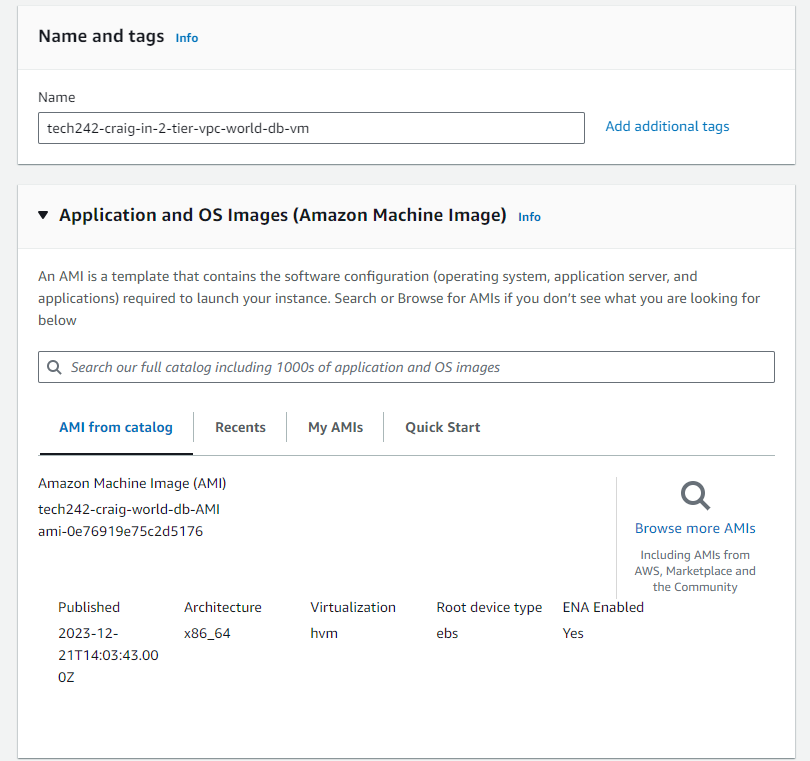 Name and tags Info
Name
tech242-craig-in-2-tier-vpc-world-db-vm
Add additional tags
Application and OS Images (Amazon Machine Image) Info
An AMI is a template that contains the software configuration (operating system, application server, and
applications) required to launch your instance. Search or Browse for AMIs if you don’t see what you are looking for
below
Search our full catalog including 1000s of application and OS images
AMI from catalog
Recents
My AMIs
Quick Start
Amazon Machine Image (AMI)
tech242-craig-world-db-AMI
ami-0e76919e75c2d5176
Browse more AMIs
Including AMIs from
AWS, Marketplace and
the Community
Published
2023-12-
21T14:03:43.00
0Z
Architecture
x86_64
Virtualization
hvm
Root device type
ebs
ENA Enabled
Yes